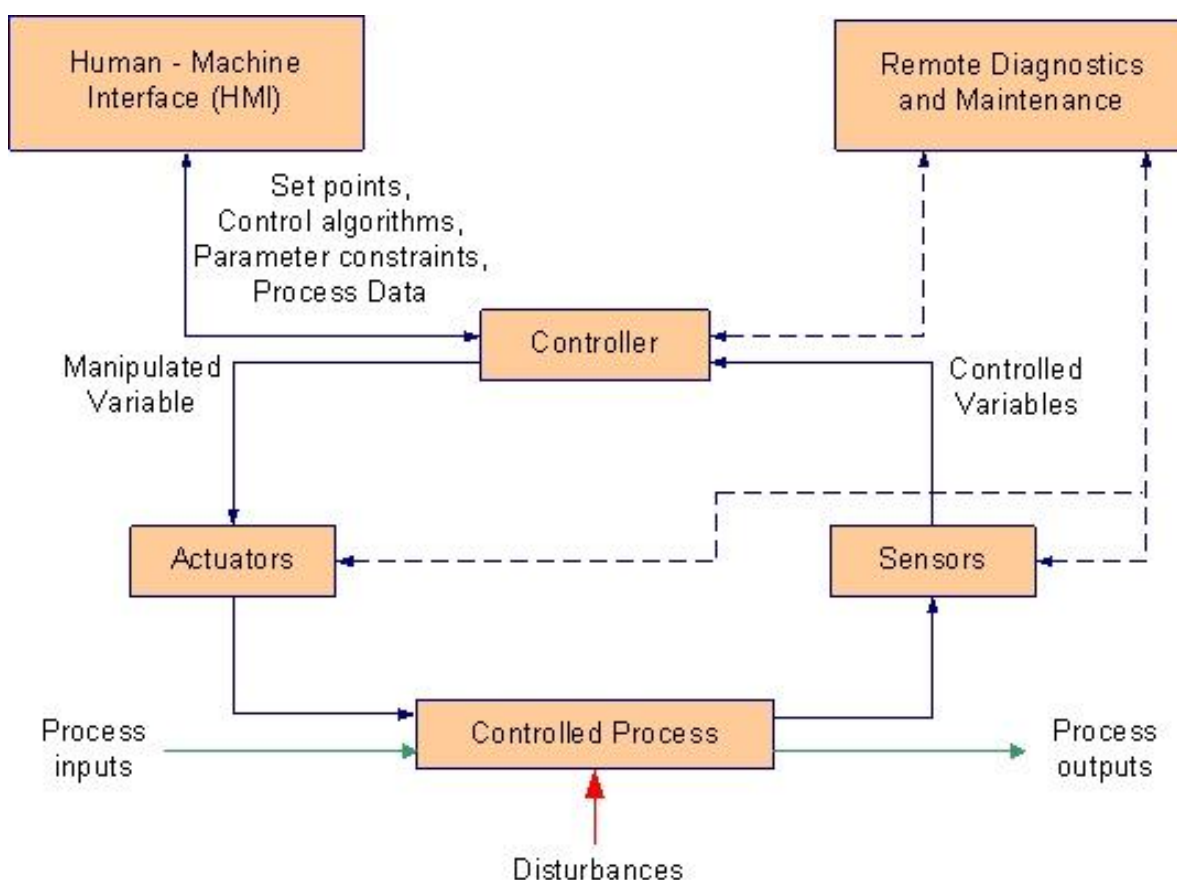 Human - Machine
Interface (HMI)
Remote Diagnostics
and Maintenance
Set points,
Control algorithms,
Parameter constraints,
Process Data
Controller
Manipulated
Variable
Controlled
Variables
Actuators
Sensors
Process
inputs
Controlled Process
Process
outputs
Disturbances